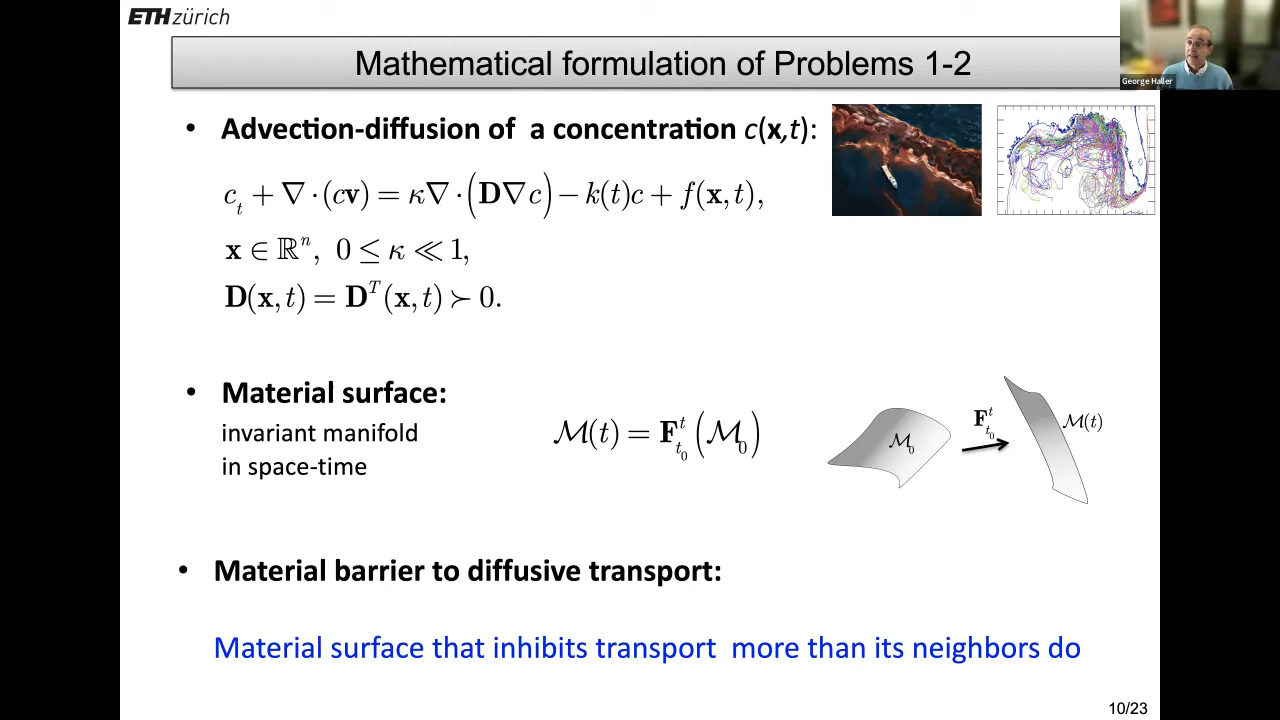 ETH zürich
Mathematical formulation of Problems 1-2
George Haller
• Advection-diffusion of a concentration c(x,t):
c_t + ∇·(cv) = κ∇·(D∇c) − k(t)c + f(x,t),
x ∈ ℝⁿ, 0 ≤ κ ≪ 1,
D(x,t) = Dᵀ(x,t) ≻ 0.
• Material surface:
invariant manifold
in space-time
ℳ(t) = F_{t_0}^t (ℳ_0)
ℳ_0
F_{t_0}^t
ℳ(t)
• Material barrier to diffusive transport:
Material surface that inhibits transport more than its neighbors do
10/23